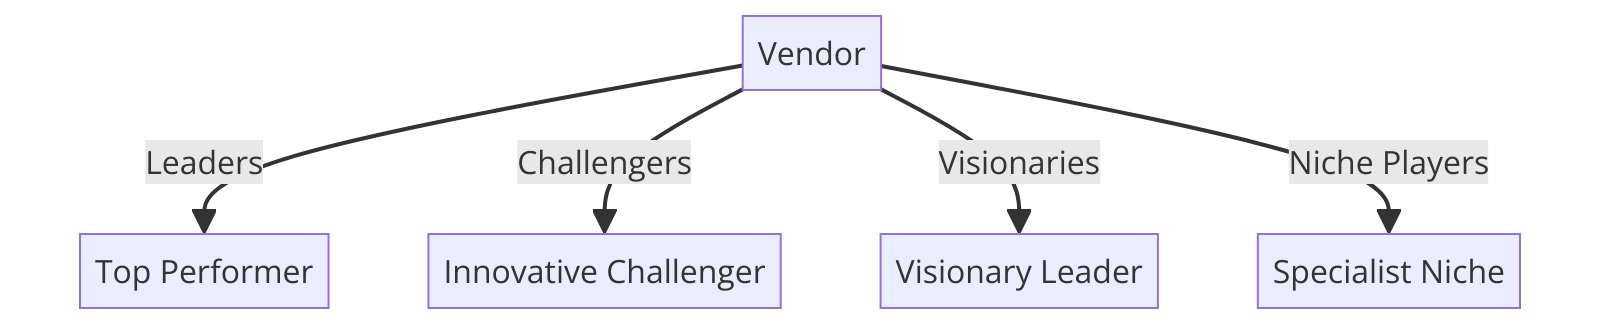 Vendor
Leaders
Challengers
Visionaries
Niche Players
Top Performer
Innovative Challenger
Visionary Leader
Specialist Niche